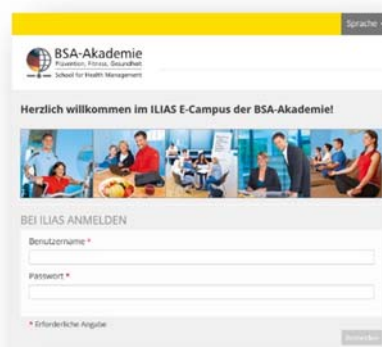 Sprache
BSA-Akademie
Prävention, Fitness, Gesundheit
School for Health Management
Herzlich willkommen im ILIAS E-Campus der BSA-Akademie!
BEI ILIAS ANMELDEN
Benutzername *
Passwort *
* Erforderliche Angabe
Anmelden